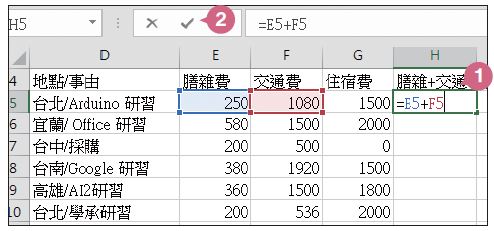 H5 2 =E5+F5
D E F G H
4 地點/事由 膳雜費 交通費 住宿費 膳雜+交通 1
5 台北/Arduino 研習 250 1080 1500 =E5+F5
6 宜蘭/ Office 研習 580 1500 2000
7 台中/採購 200 500 0
8 台南/Google 研習 380 1920 1500
9 高雄/AI2研習 360 1500 1800
10 台北/學承研習 200 536 2000